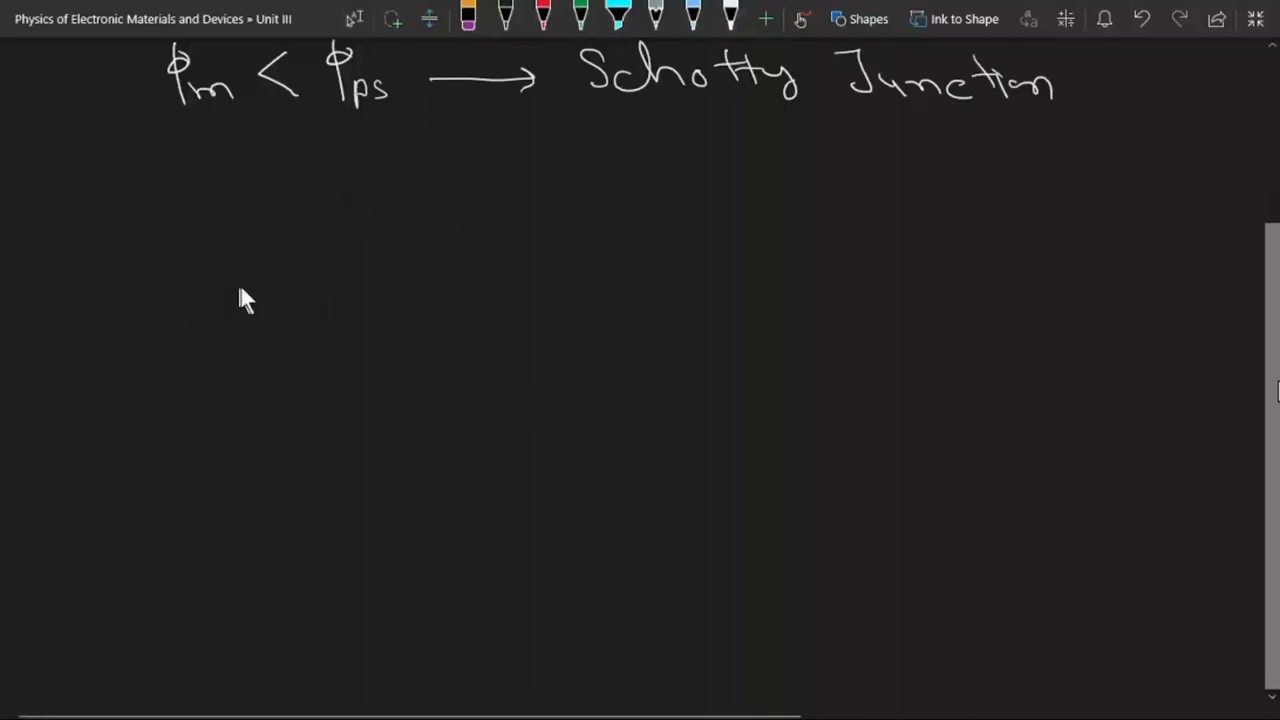 Physics of Electronic Materials and Devices » Unit III
Shapes
Ink to Shape
φm < φps → Schotty Junction